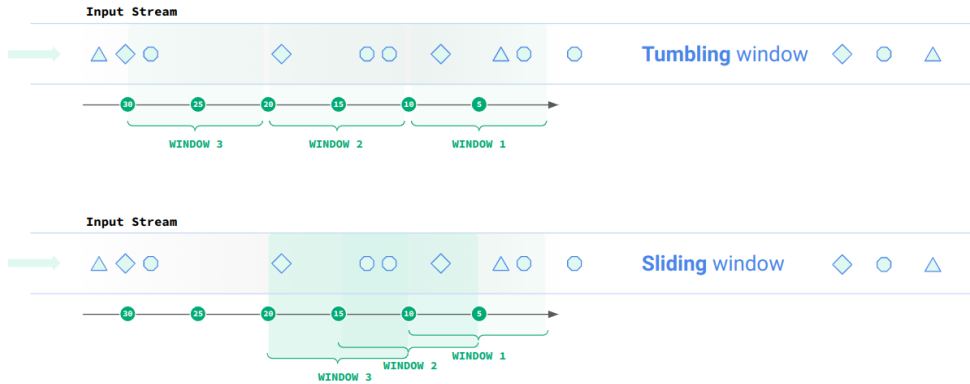 Input Stream
Tumbling window
30 25 20 15 10 5
WINDOW 3 WINDOW 2 WINDOW 1
Input Stream
Sliding window
30 25 20 15 10 5
WINDOW 1
WINDOW 2
WINDOW 3